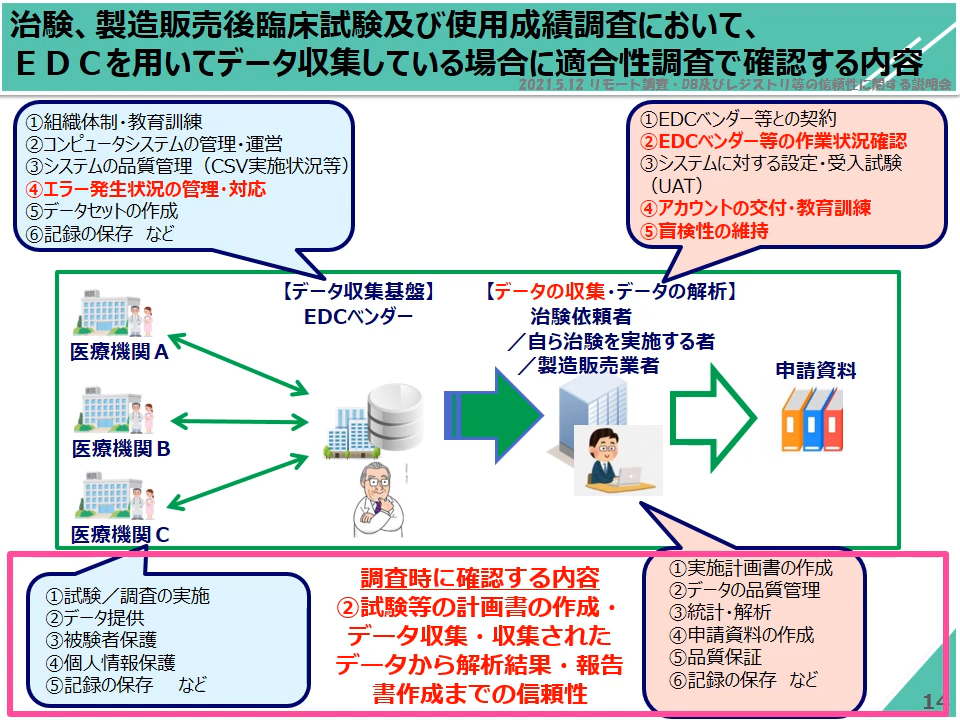 治験、製造販売後臨床試験及び使用成績調査において、
ＥＤＣを用いてデータ収集している場合に適合性調査で確認する内容
2021.5.12 リモート調査・DB及びレジストリ等の信頼性に関する説明会
①組織体制・教育訓練
②コンピュータシステムの管理・運営
③システムの品質管理（CSV実施状況等）
④エラー発生状況の管理・対応
⑤データセットの作成
⑥記録の保存　など
①EDCベンダー等との契約
②EDCベンダー等の作業状況確認
③システムに対する設定・受入試験
（UAT）
④アカウントの交付・教育訓練
⑤盲検性の維持
【データ収集基盤】
EDCベンダー
【データの収集・データの解析】
治験依頼者
／自ら治験を実施する者
／製造販売業者
申請資料
医療機関Ａ
医療機関Ｂ
医療機関Ｃ
①試験／調査の実施
②データ提供
③被験者保護
④個人情報保護
⑤記録の保存　など
調査時に確認する内容
②試験等の計画書の作成・
データ収集・収集された
データから解析結果・報告
書作成までの信頼性
①実施計画書の作成
②データの品質管理
③統計・解析
④申請資料の作成
⑤品質保証
⑥記録の保存　など
14